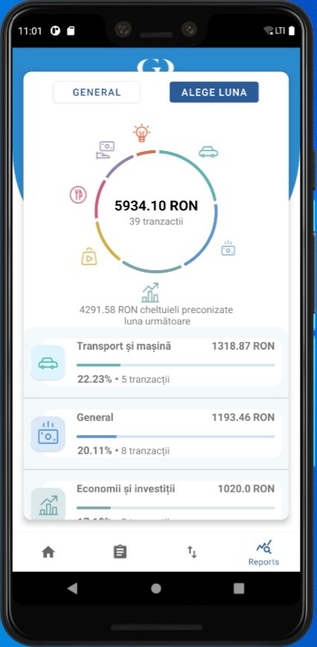 11:01 LTE
GENERAL ALEGE LUNA
5934.10 RON
39 tranzactii
4291.58 RON cheltuieli preconizate
luna următoare
Transport și mașină 1318.87 RON
22.23% • 5 tranzacții
General 1193.46 RON
20.11% • 8 tranzacții
Economii și investiții 1020.0 RON
Reports